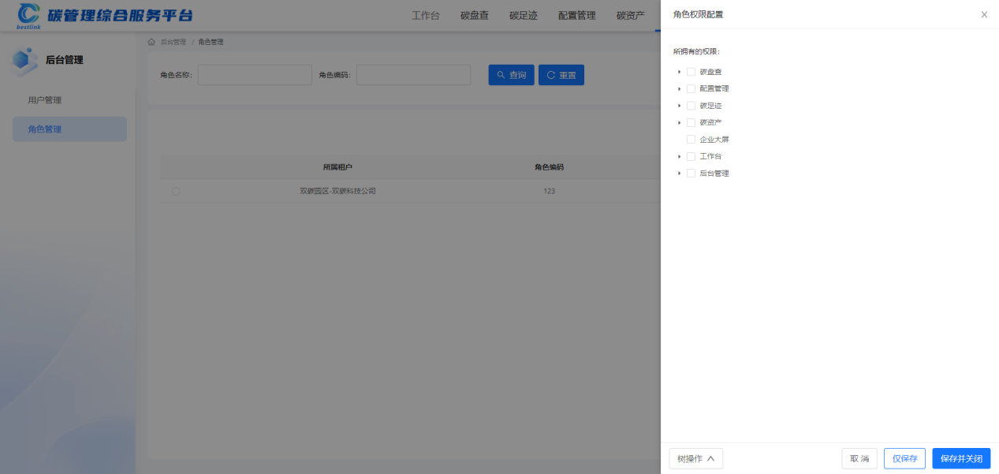 碳管理综合服务平台
bestlink
工作台 碳盘查 碳足迹 配置管理 碳资产
后台管理
用户管理
角色管理
后台管理 / 角色管理
角色名称: 角色编码: 查询 重置
所属租户 角色编码
双碳园区-双碳科技公司 123
角色权限配置
所拥有的权限:
碳盘查
配置管理
碳足迹
碳资产
企业大屏
工作台
后台管理
树操作 取 消 仅保存 保存并关闭